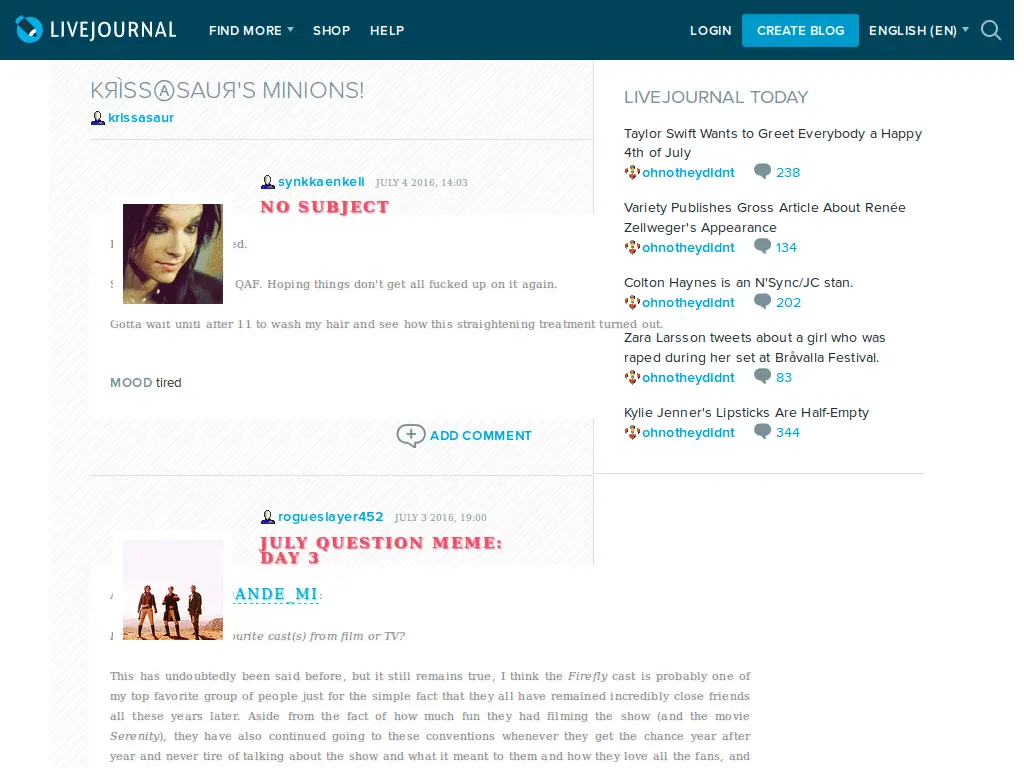 LIVEJOURNAL
FIND MORE
SHOP
HELP
LOGIN
CREATE BLOG
ENGLISH (EN)
KЯÌSSⒶSAUЯ'S MINIONS!
krissasaur
synkkaenkeli JULY 4 2016, 14:03
NO SUBJECT
ed.
QAF. Hoping things don't get all fucked up on it again.
Gotta wait until after 11 to wash my hair and see how this straightening treatment turned out.
MOOD tired
ADD COMMENT
rogueslayer452 JULY 3 2016, 19:00
JULY QUESTION MEME:
DAY 3
ANDE_MI:
ourite cast(s) from film or TV?
This has undoubtedly been said before, but it still remains true, I think the Firefly cast is probably one of
my top favorite group of people just for the simple fact that they all have remained incredibly close friends
all these years later. Aside from the fact of how much fun they had filming the show (and the movie
Serenity), they have also continued going to these conventions whenever they get the chance year after
year and never tire of talking about the show and what it meant to them and how they love all the fans, and
LIVEJOURNAL TODAY
Taylor Swift Wants to Greet Everybody a Happy
4th of July
ohnotheydidnt 238
Variety Publishes Gross Article About Renée
Zellweger's Appearance
ohnotheydidnt 134
Colton Haynes is an N'Sync/JC stan.
ohnotheydidnt 202
Zara Larsson tweets about a girl who was
raped during her set at Bråvalla Festival.
ohnotheydidnt 83
Kylie Jenner's Lipsticks Are Half-Empty
ohnotheydidnt 344